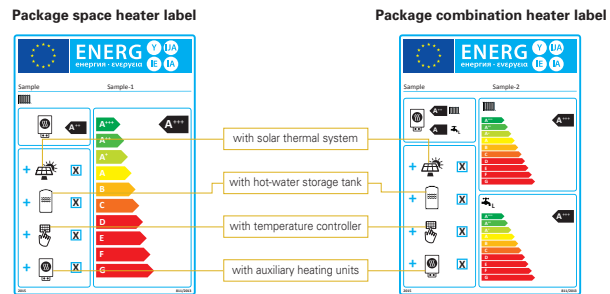 Package space heater label
Package combination heater label
ENERG Y IJA
енергия · ενεργεια IE IA
Sample Sample-1
A++
A+++
A+++
A++
A+
A
B
C
D
E
F
G
+ X
+ X
+ X
+ X
2015 811/2013
with solar thermal system
with hot-water storage tank
with temperature controller
with auxiliary heating units
ENERG Y IJA
енергия · ενεργεια IE IA
Sample Sample-2
A++
A
A+++
A+++
A++
A+
A
B
C
D
E
F
G
L
A+++
A+++
A++
A+
A
B
C
D
E
F
G
+ X
+ X
+ X
+ X
2015 811/2013